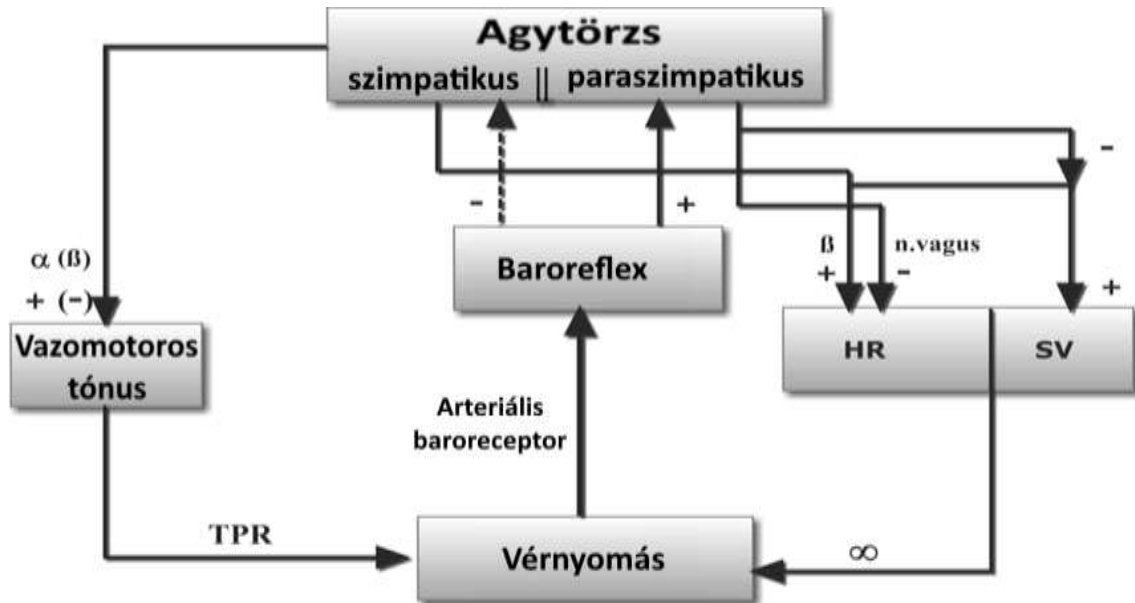 Agytörzs
szimpatikus || paraszimpatikus
-
- +
Baroreflex
α (ß)
+ (-)
ß n.vagus
+ -
+
Vazomotoros
tónus
HR SV
Arteriális
baroreceptor
TPR
∞
Vérnyomás